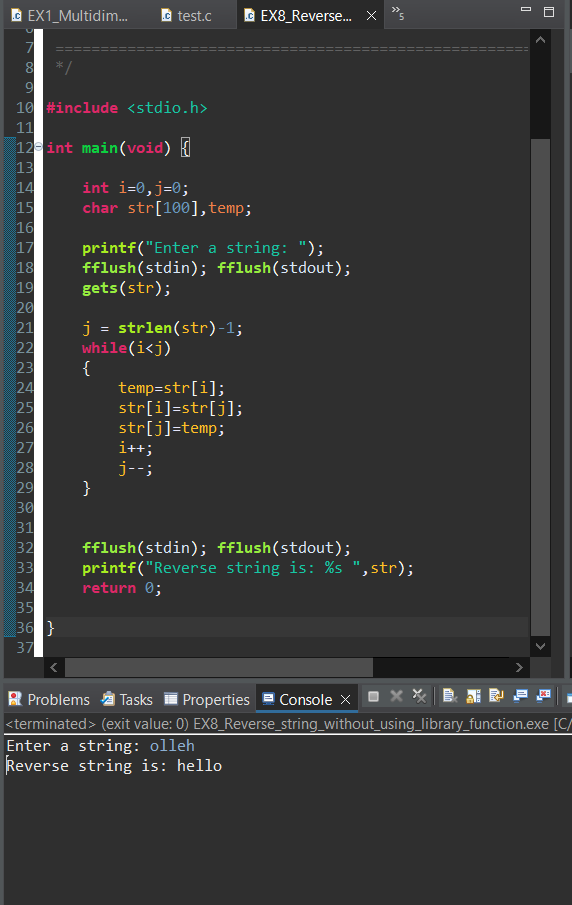 EX1_Multidim... test.c EX8_Reverse... »5
7 =====================================================
8 */
9
10 #include <stdio.h>
11
12 int main(void) {
13
14 int i=0,j=0;
15 char str[100],temp;
16
17 printf("Enter a string: ");
18 fflush(stdin); fflush(stdout);
19 gets(str);
20
21 j = strlen(str)-1;
22 while(i<j)
23 {
24 temp=str[i];
25 str[i]=str[j];
26 str[j]=temp;
27 i++;
28 j--;
29 }
30
31
32 fflush(stdin); fflush(stdout);
33 printf("Reverse string is: %s ",str);
34 return 0;
35
36 }
37
Problems Tasks Properties Console
<terminated> (exit value: 0) EX8_Reverse_string_without_using_library_function.exe [C/
Enter a string: olleh
Reverse string is: hello